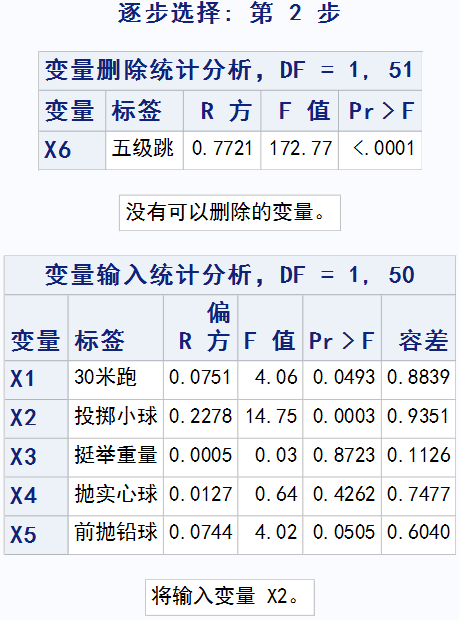 逐步选择: 第 2 步
变量删除统计分析，DF = 1, 51
变量 标签 R 方 F 值 Pr > F
X6 五级跳 0.7721 172.77 <.0001
没有可以删除的变量。
变量输入统计分析，DF = 1, 50
变量 标签 偏 R 方 F 值 Pr > F 容差
X1 30米跑 0.0751 4.06 0.0493 0.8839
X2 投掷小球 0.2278 14.75 0.0003 0.9351
X3 挺举重量 0.0005 0.03 0.8723 0.1126
X4 抛实心球 0.0127 0.64 0.4262 0.7477
X5 前抛铅球 0.0744 4.02 0.0505 0.6040
将输入变量 X2。